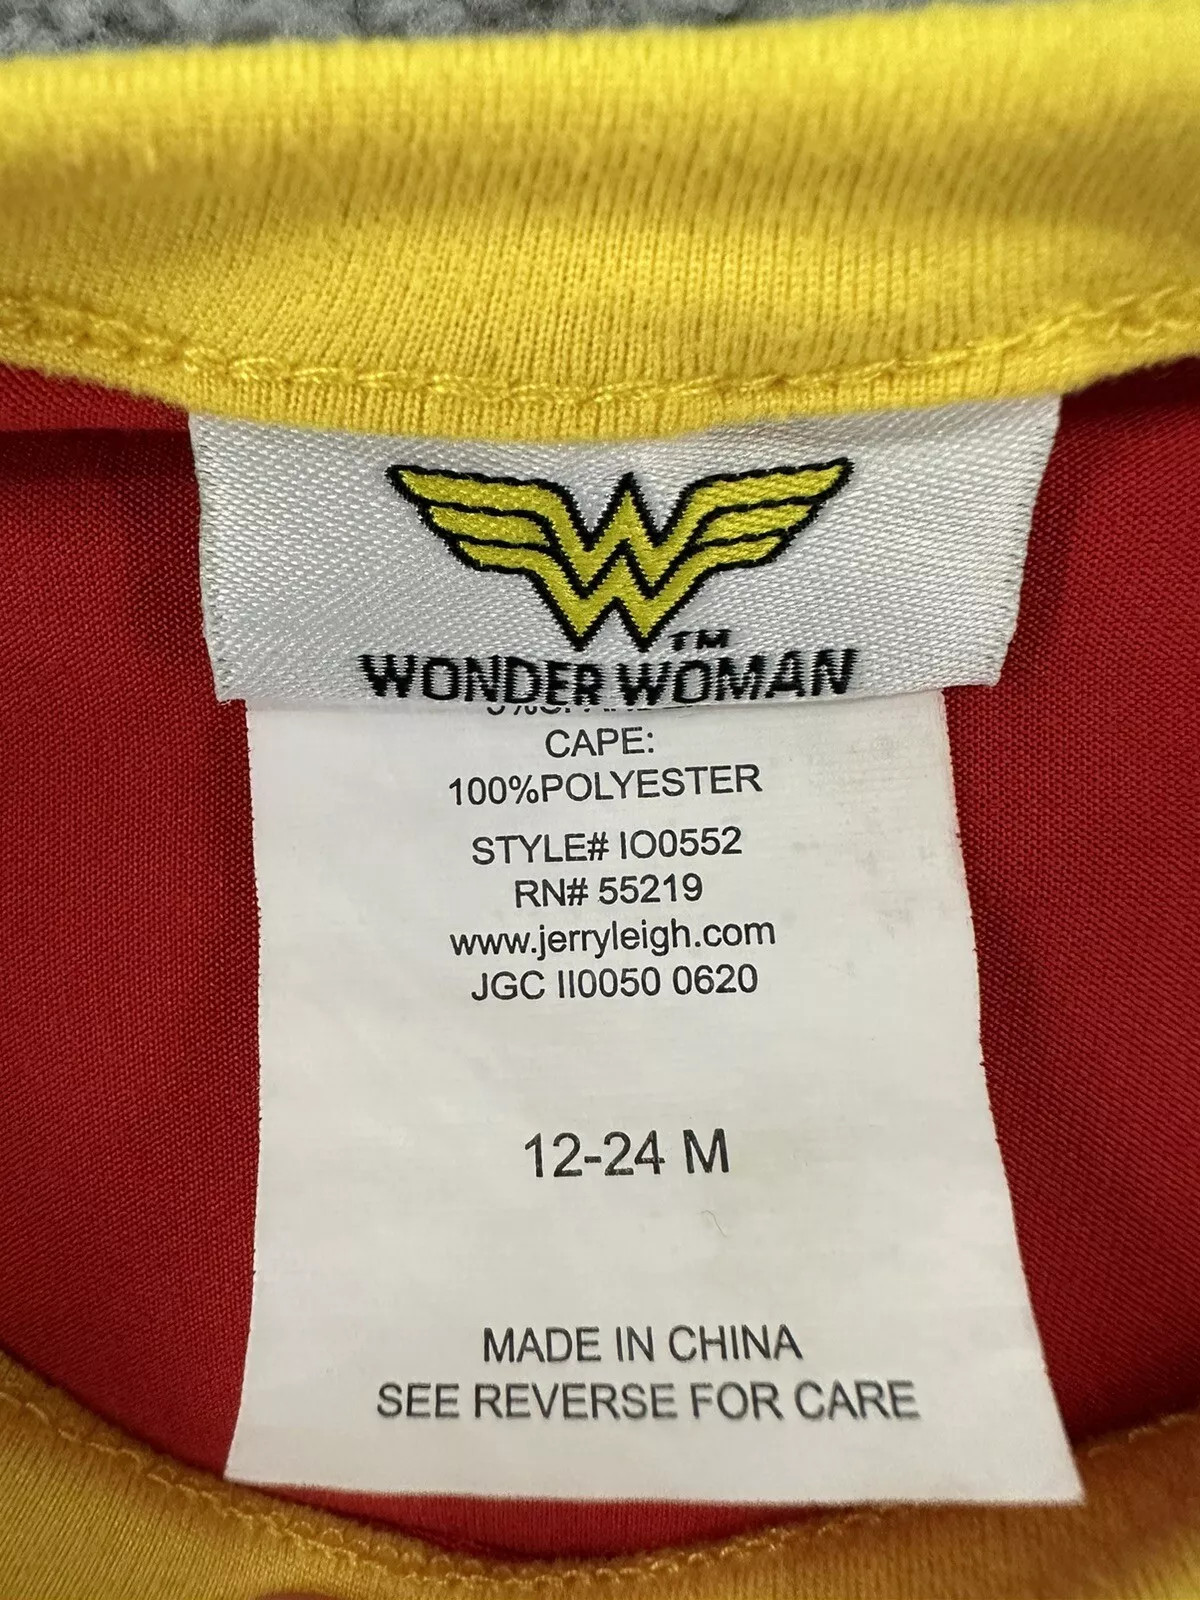 TM
WONDER WOMAN
CAPE:
100%POLYESTER
STYLE# IO0552
RN# 55219
www.jerryleigh.com
JGC II0050 0620
12-24 M
MADE IN CHINA
SEE REVERSE FOR CARE